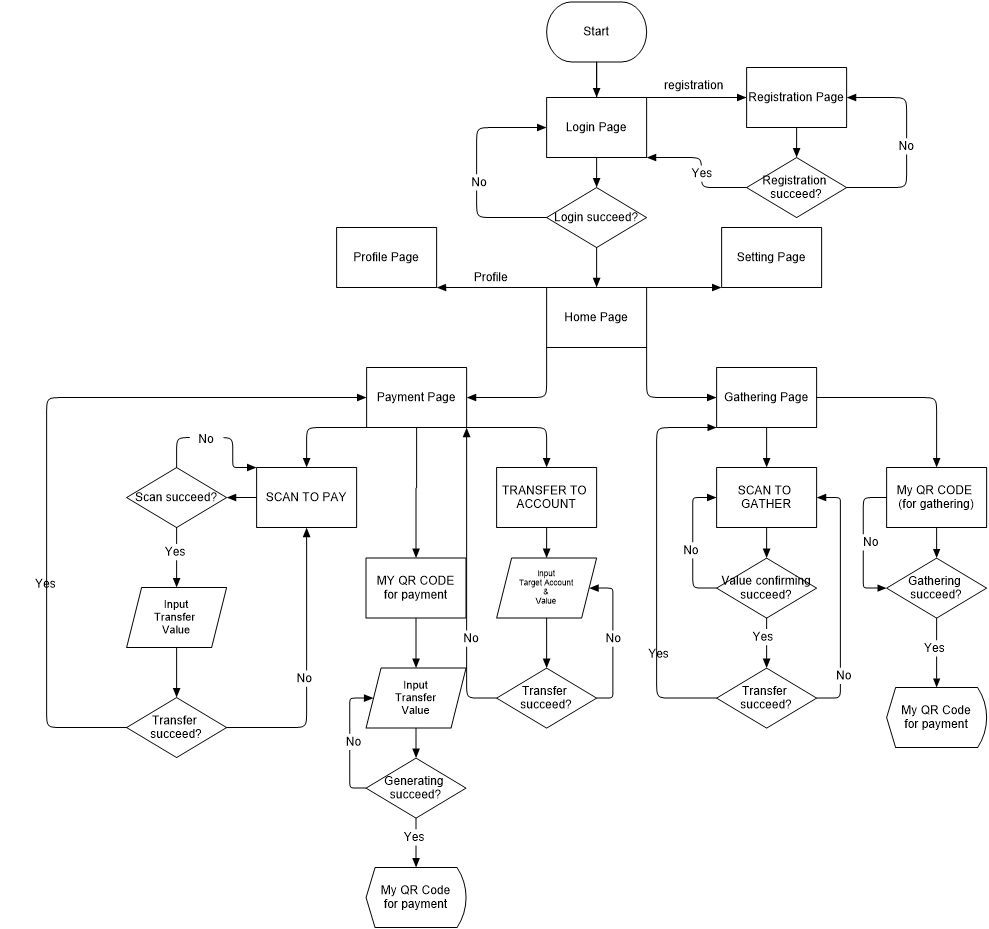 Start
registration
Registration Page
Login Page
No
Yes
No
Registration
succeed?
Login succeed?
Profile Page
Setting Page
Profile
Home Page
Payment Page
Gathering Page
No
Scan succeed?
SCAN TO PAY
TRANSFER TO
ACCOUNT
SCAN TO
GATHER
My QR CODE
(for gathering)
Yes
No
No
Yes
MY QR CODE
for payment
Input
Target Account
&
Value
Value confirming
succeed?
Gathering
succeed?
Input
Transfer
Value
No
No
Yes
Yes
Yes
No
No
Input
Transfer
Value
Transfer
succeed?
Transfer
succeed?
My QR Code
for payment
Transfer
succeed?
No
Generating
succeed?
Yes
My QR Code
for payment